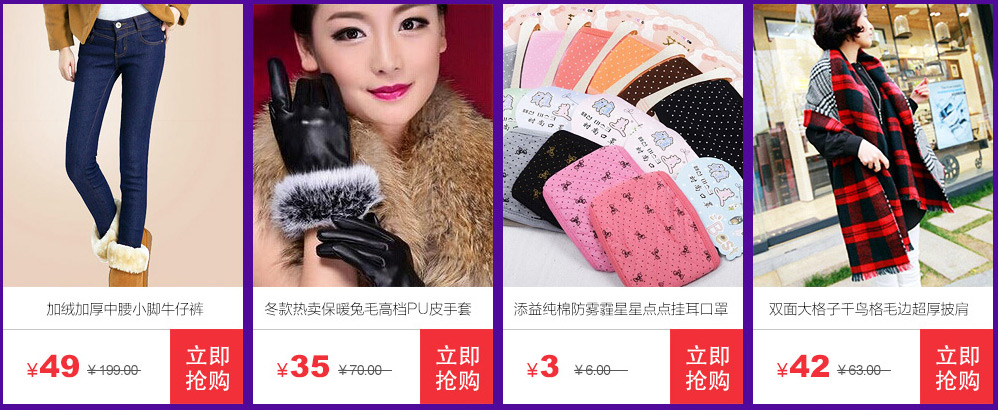 加绒加厚中腰小脚牛仔裤
¥49 ¥199.00
立即
抢购
冬款热卖保暖兔毛高档PU皮手套
¥35 ¥70.00
立即
抢购
时尚口罩
添益纯棉防雾霾星星点点挂耳口罩
¥3 ¥6.00
立即
抢购
双面大格子千鸟格毛边超厚披肩
¥42 ¥63.00
立即
抢购